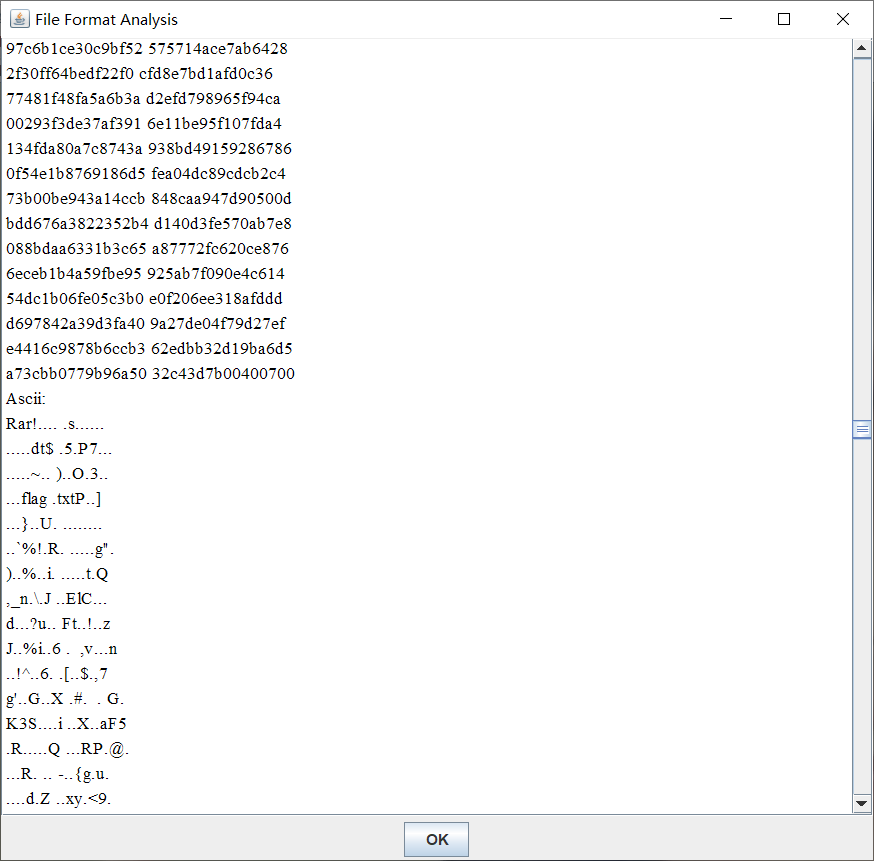 File Format Analysis
97c6b1ce30c9bf52 575714ace7ab6428
2f30ff64bedf22f0 cfd8e7bd1afd0c36
77481f48fa5a6b3a d2efd798965f94ca
00293f3de37af391 6e11be95f107fda4
134fda80a7c8743a 938bd49159286786
0f54e1b8769186d5 fea04dc89cdcb2c4
73b00be943a14ccb 848caa947d90500d
bdd676a3822352b4 d140d3fe570ab7e8
088bdaa6331b3c65 a87772fc620ce876
6eceb1b4a59fbe95 925ab7f090e4c614
54dc1b06fe05c3b0 e0f206ee318afddd
d697842a39d3fa40 9a27de04f79d27ef
e4416c9878b6ccb3 62edbb32d19ba6d5
a73cbb0779b96a50 32c43d7b00400700
Ascii:
Rar!.... .s......
.....dt$ .5.P7...
.....~.. )..O.3..
...flag .txtP..]
...}..U. ........
..`%!.R. .....g".
)..%..i. .....t.Q
,_n.\.J ..ElC...
d...?u.. Ft..!..z
J..%i..6 .  ,v...n
..!^..6. .[..$.,7
g'..G..X .#.  . G.
K3S....i ..X..aF5
.R.....Q ...RP.@.
...R. .. -..{g.u.
....d.Z ..xy.<9.
OK